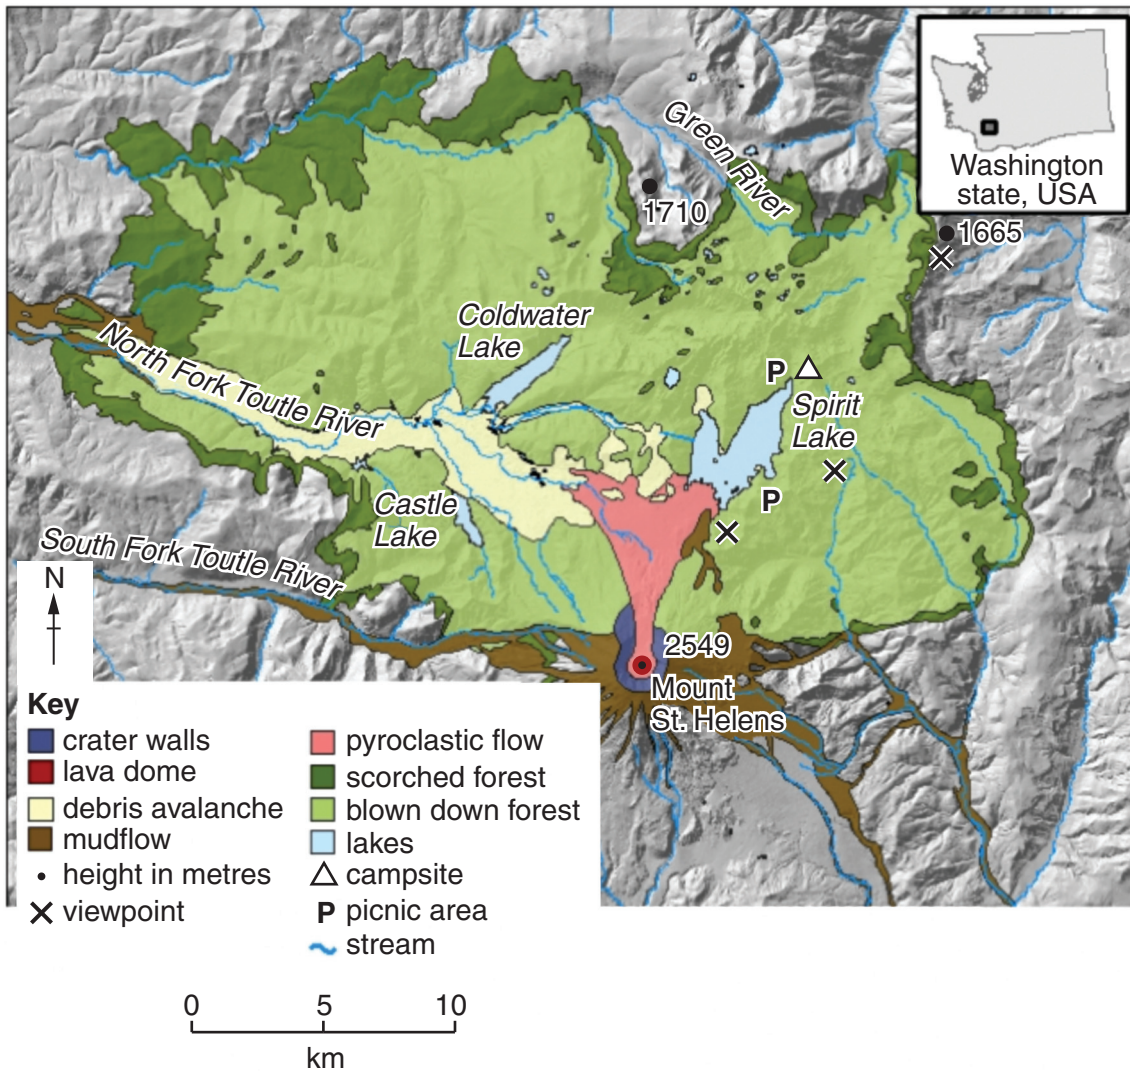 Green River
Washington
state, USA
1710
1665
Coldwater
Lake
North Fork Toutle River
P
Spirit
Lake
Castle
Lake
P
South Fork Toutle River
N
2549
Mount
St. Helens
Key
crater walls
lava dome
debris avalanche
mudflow
height in metres
viewpoint
pyroclastic flow
scorched forest
blown down forest
lakes
campsite
P picnic area
stream
0 5 10
km